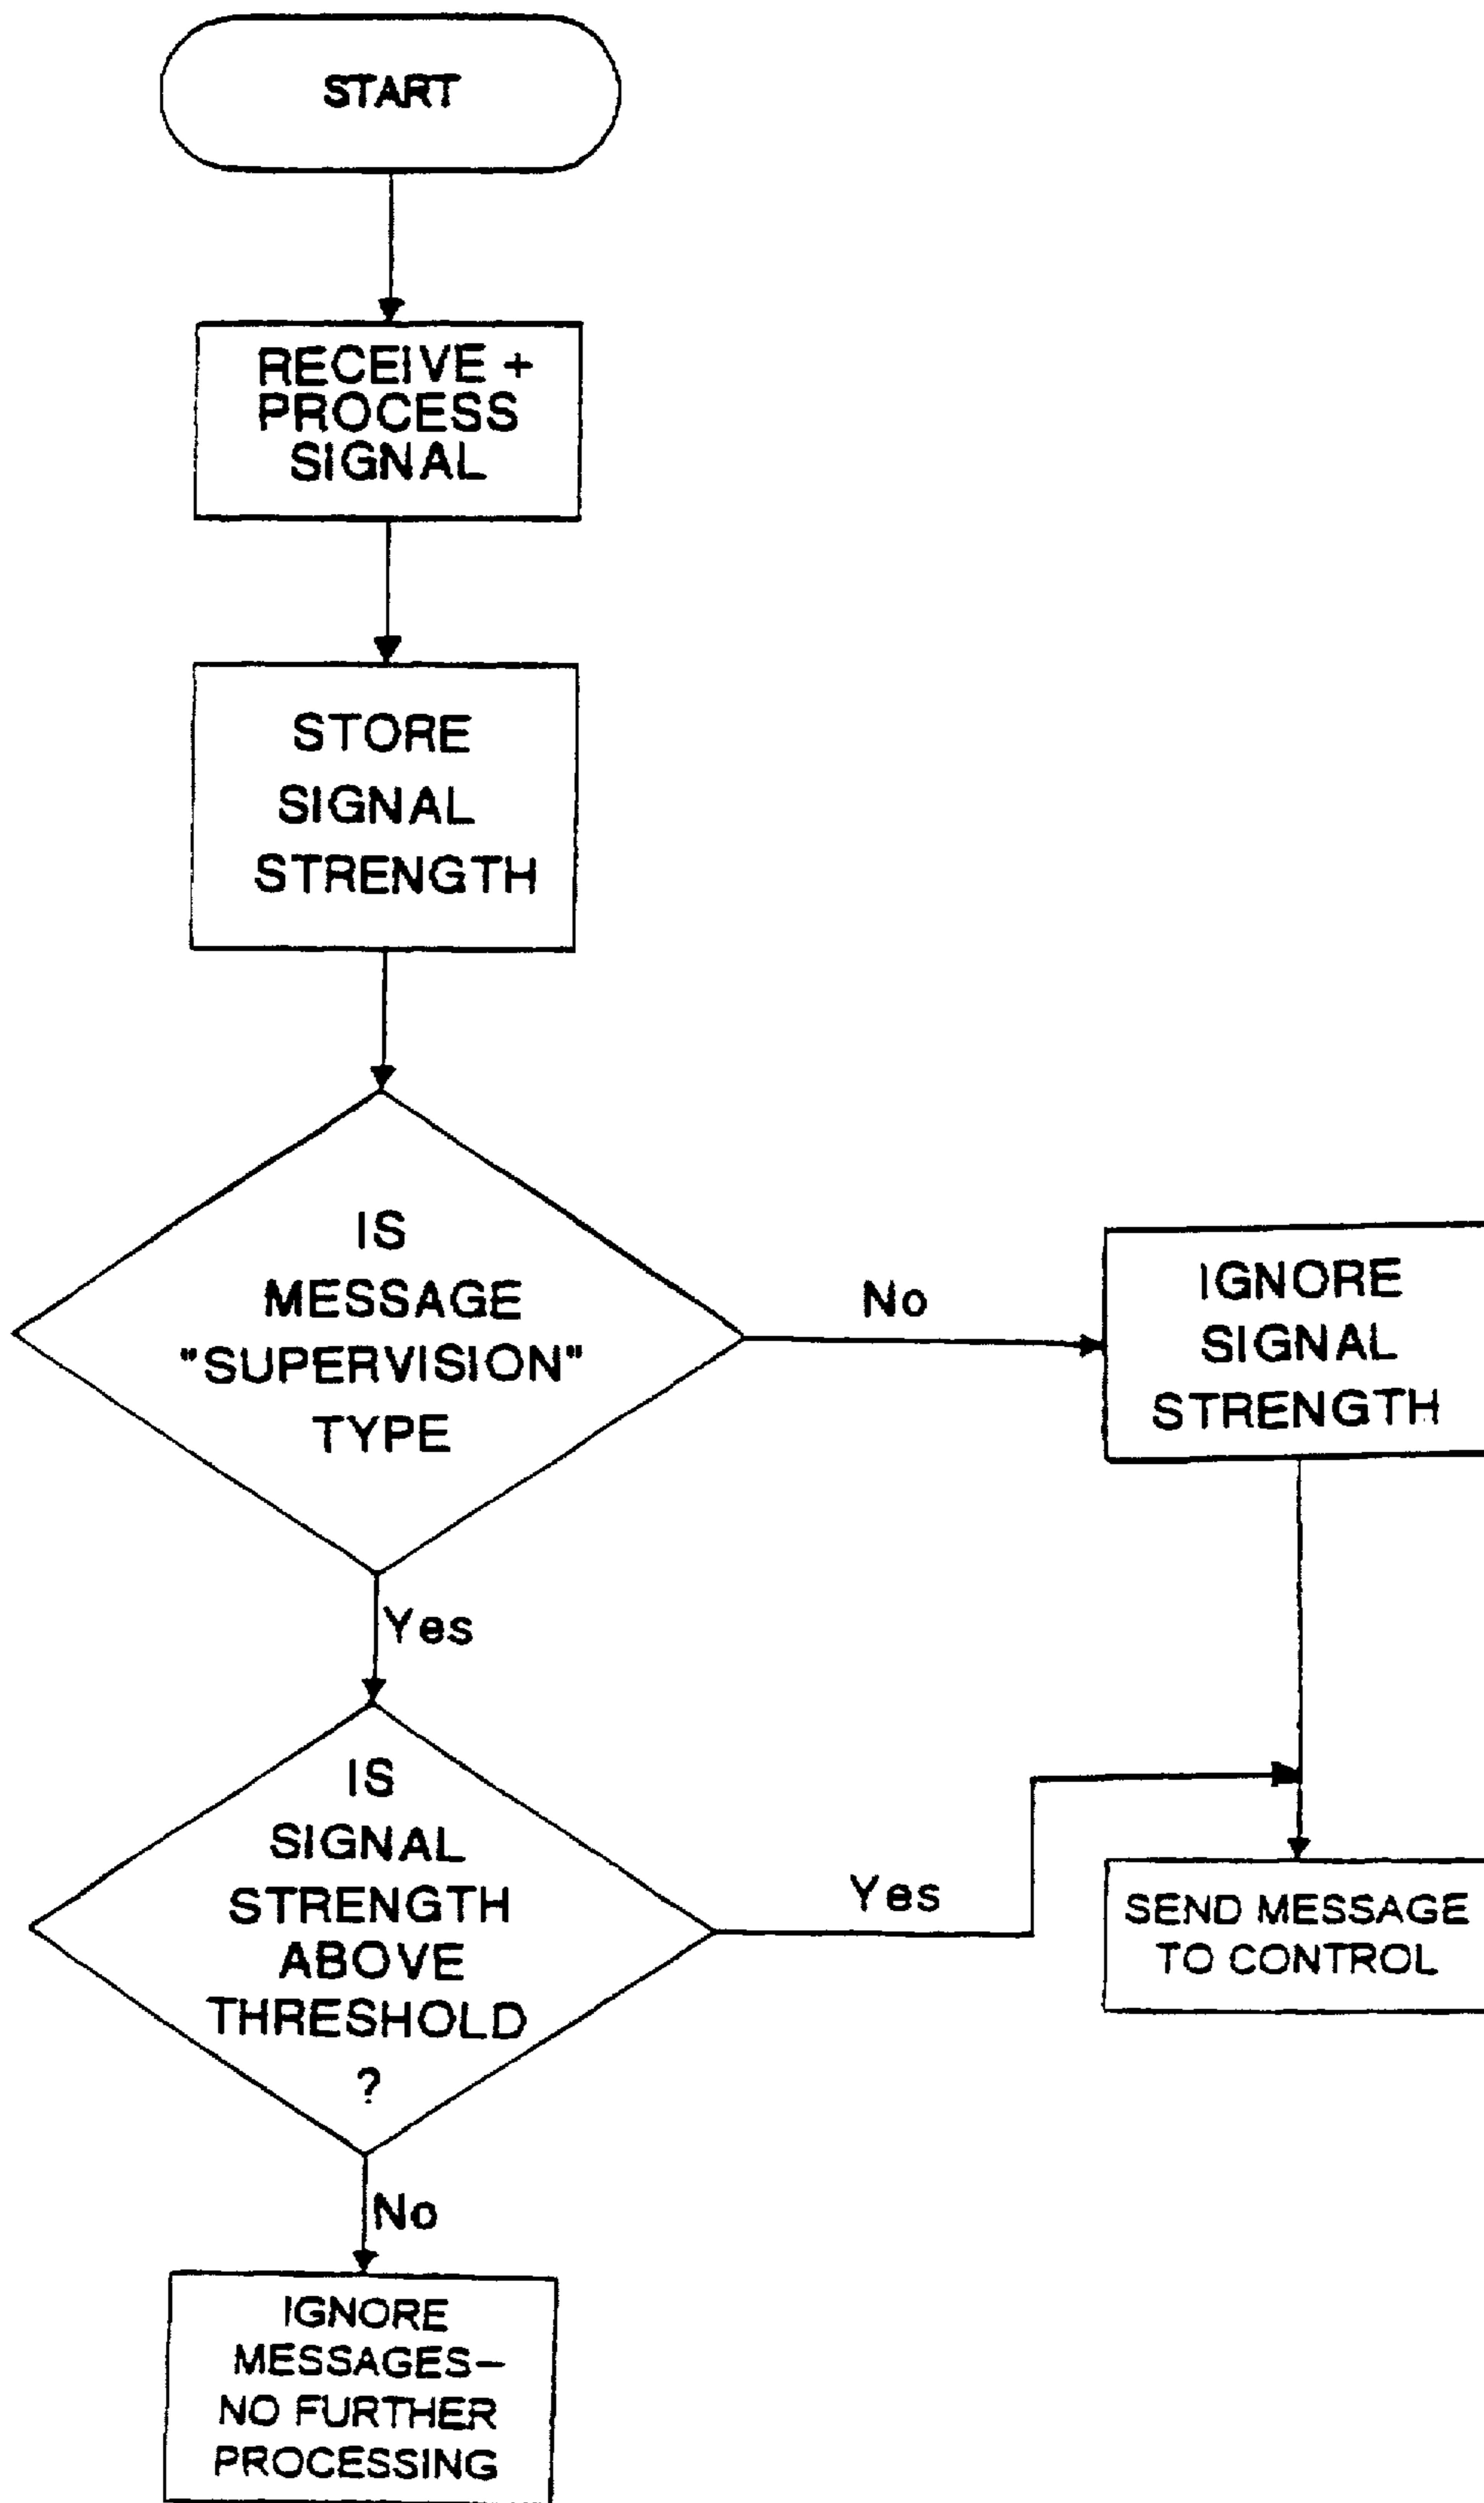 START
RECEIVE +
PROCESS
SIGNAL
STORE
SIGNAL
STRENGTH
IS
MESSAGE
"SUPERVISION"
TYPE
No
IGNORE
SIGNAL
STRENGTH
Yes
IS
SIGNAL
STRENGTH
ABOVE
THRESHOLD
?
Yes
SEND MESSAGE
TO CONTROL
No
IGNORE
MESSAGES—
NO FURTHER
PROCESSING